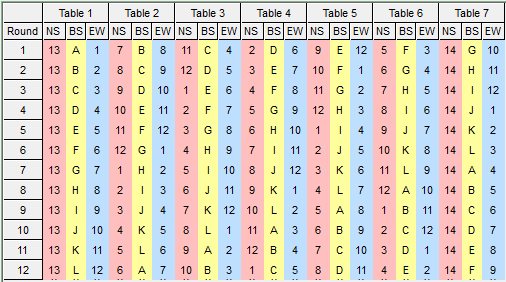 Table 1 Table 2 Table 3 Table 4 Table 5 Table 6 Table 7
Round NS BS EW NS BS EW NS BS EW NS BS EW NS BS EW NS BS EW NS BS EW
1 13 A 1 7 B 8 11 C 4 2 D 6 9 E 12 5 F 3 14 G 10
2 13 B 2 8 C 9 12 D 5 3 E 7 10 F 1 6 G 4 14 H 11
3 13 C 3 9 D 10 1 E 6 4 F 8 11 G 2 7 H 5 14 I 12
4 13 D 4 10 E 11 2 F 7 5 G 9 12 H 3 8 I 6 14 J 1
5 13 E 5 11 F 12 3 G 8 6 H 10 1 I 4 9 J 7 14 K 2
6 13 F 6 12 G 1 4 H 9 7 I 11 2 J 5 10 K 8 14 L 3
7 13 G 7 1 H 2 5 I 10 8 J 12 3 K 6 11 L 9 14 A 4
8 13 H 8 2 I 3 6 J 11 9 K 1 4 L 7 12 A 10 14 B 5
9 13 I 9 3 J 4 7 K 12 10 L 2 5 A 8 1 B 11 14 C 6
10 13 J 10 4 K 5 8 L 1 11 A 3 6 B 9 2 C 12 14 D 7
11 13 K 11 5 L 6 9 A 2 12 B 4 7 C 10 3 D 1 14 E 8
12 13 L 12 6 A 7 10 B 3 1 C 5 8 D 11 4 E 2 14 F 9